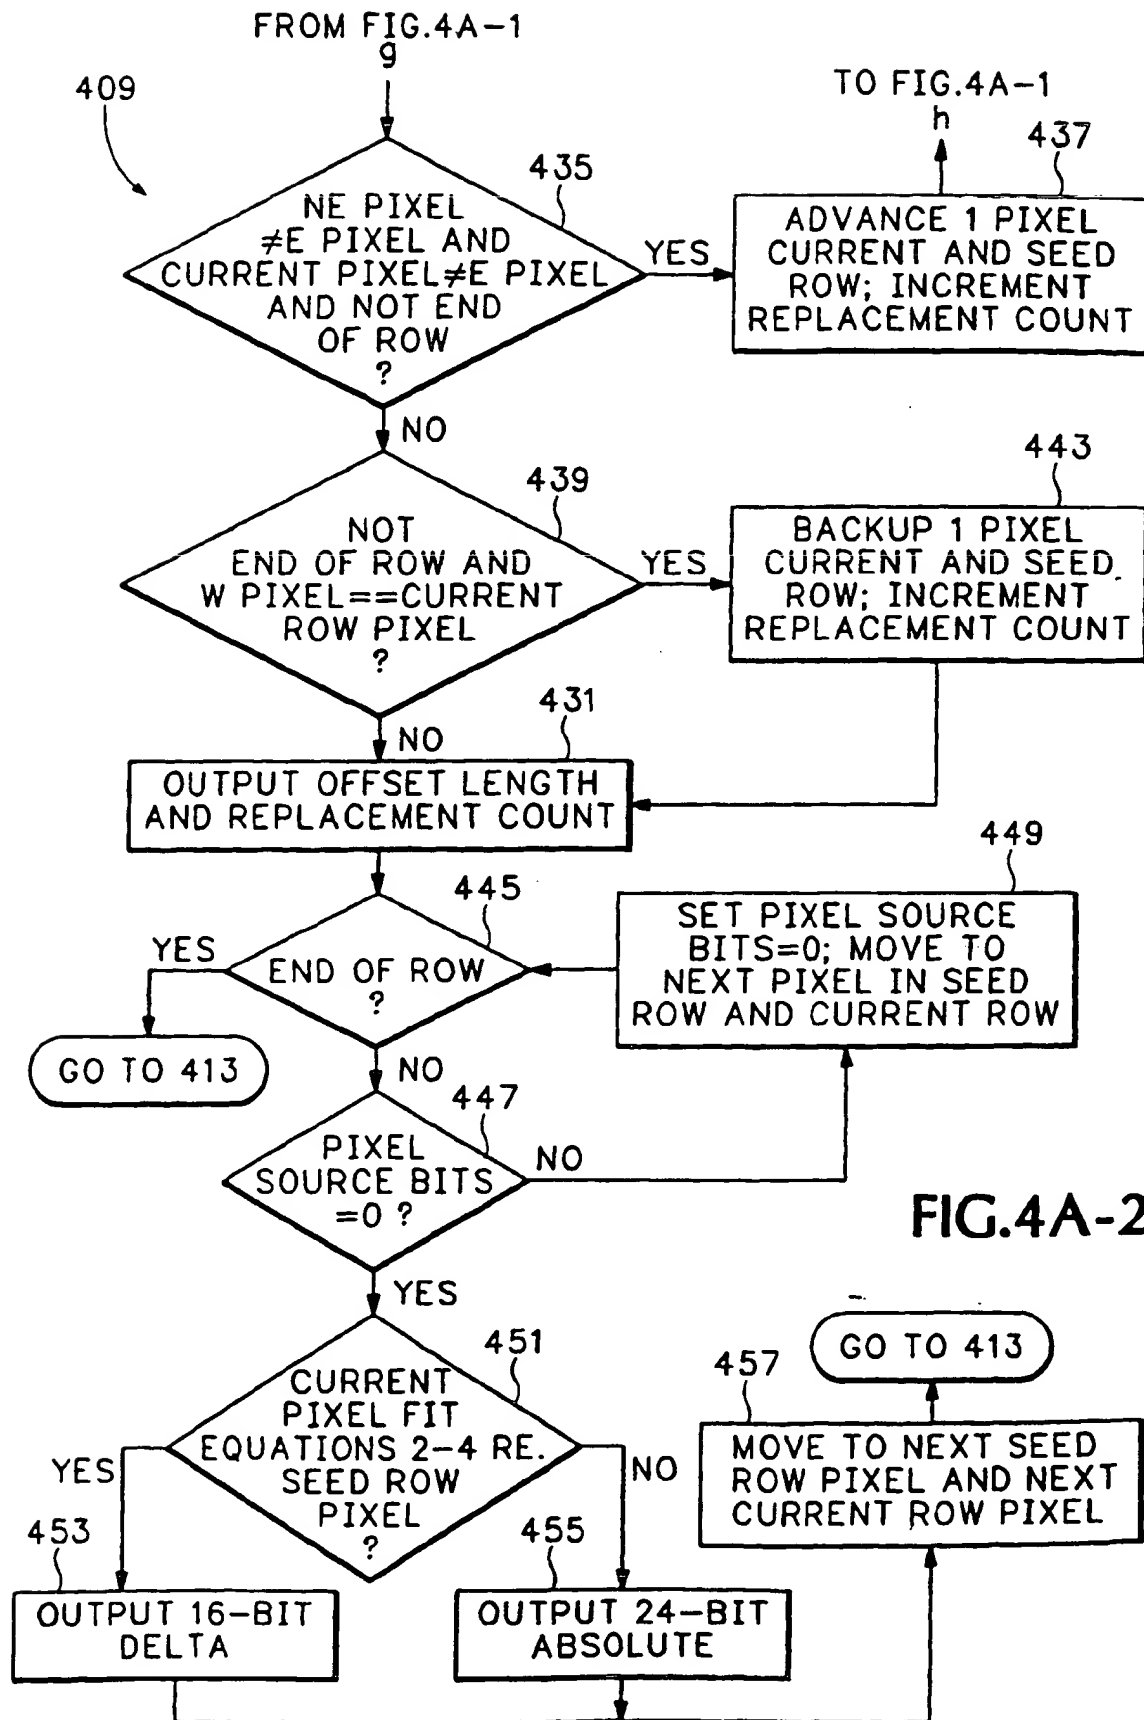 FROM FIG.4A-1
g
409
TO FIG.4A-1
h
437
435
NE PIXEL
≠E PIXEL AND
CURRENT PIXEL≠E PIXEL
AND NOT END
OF ROW
?
YES
ADVANCE 1 PIXEL
CURRENT AND SEED
ROW; INCREMENT
REPLACEMENT COUNT
NO
439
443
NOT
END OF ROW AND
W PIXEL==CURRENT
ROW PIXEL
?
YES
BACKUP 1 PIXEL
CURRENT AND SEED
ROW; INCREMENT
REPLACEMENT COUNT
NO
431
OUTPUT OFFSET LENGTH
AND REPLACEMENT COUNT
445
449
END OF ROW
?
YES
GO TO 413
SET PIXEL SOURCE
BITS=0; MOVE TO
NEXT PIXEL IN SEED
ROW AND CURRENT ROW
NO
447
PIXEL
SOURCE BITS
=0 ?
NO
FIG.4A-2
YES
451
CURRENT
PIXEL FIT
EQUATIONS 2-4 RE.
SEED ROW
PIXEL
?
YES
NO
GO TO 413
457
MOVE TO NEXT SEED
ROW PIXEL AND NEXT
CURRENT ROW PIXEL
453
OUTPUT 16-BIT
DELTA
455
OUTPUT 24-BIT
ABSOLUTE